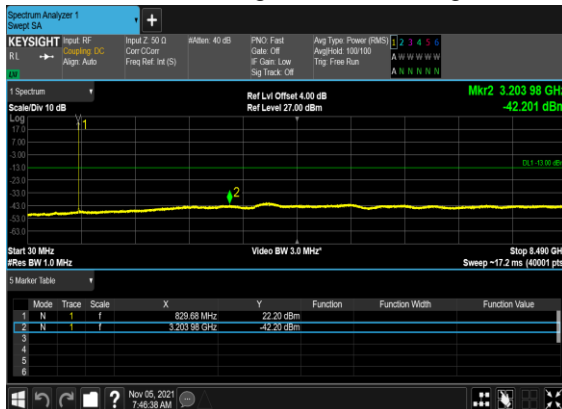 Spectrum Analyzer 1
Swept SA
+
KEYSIGHT Input: RF Input Z: 50 Ω #Atten: 40 dB PNO: Fast Avg Type: Power (RMS) 1 2 3 4 5 6
RL Coupling: DC Corr CCorr Gate: Off Avg|Hold: 100/100
Align: Auto Freq Ref: Int (S) IF Gain: Low Trig: Free Run A W W W W W
Sig Track: Off
LXI A N N N N N
1 Spectrum Ref Lvl Offset 4.00 dB Mkr2 3.203 98 GHz
Scale/Div 10 dB Ref Level 27.00 dBm -42.201 dBm
Log
17.0
7.00
-3.00
-13.0
-23.0
-33.0
-43.0
-53.0
-63.0
1
DL1 -13.00 dBm
2
Start 30 MHz Video BW 3.0 MHz* Stop 8.490 GHz
#Res BW 1.0 MHz Sweep ~17.2 ms (40001 pts)
5 Marker Table
Mode Trace Scale X Y Function Function Width Function Value
1 N 1 f 829.68 MHz 22.20 dBm
2 N 1 f 3.203 98 GHz -42.20 dBm
3
4
5
6
? Nov 05, 2021
7:46:38 AM